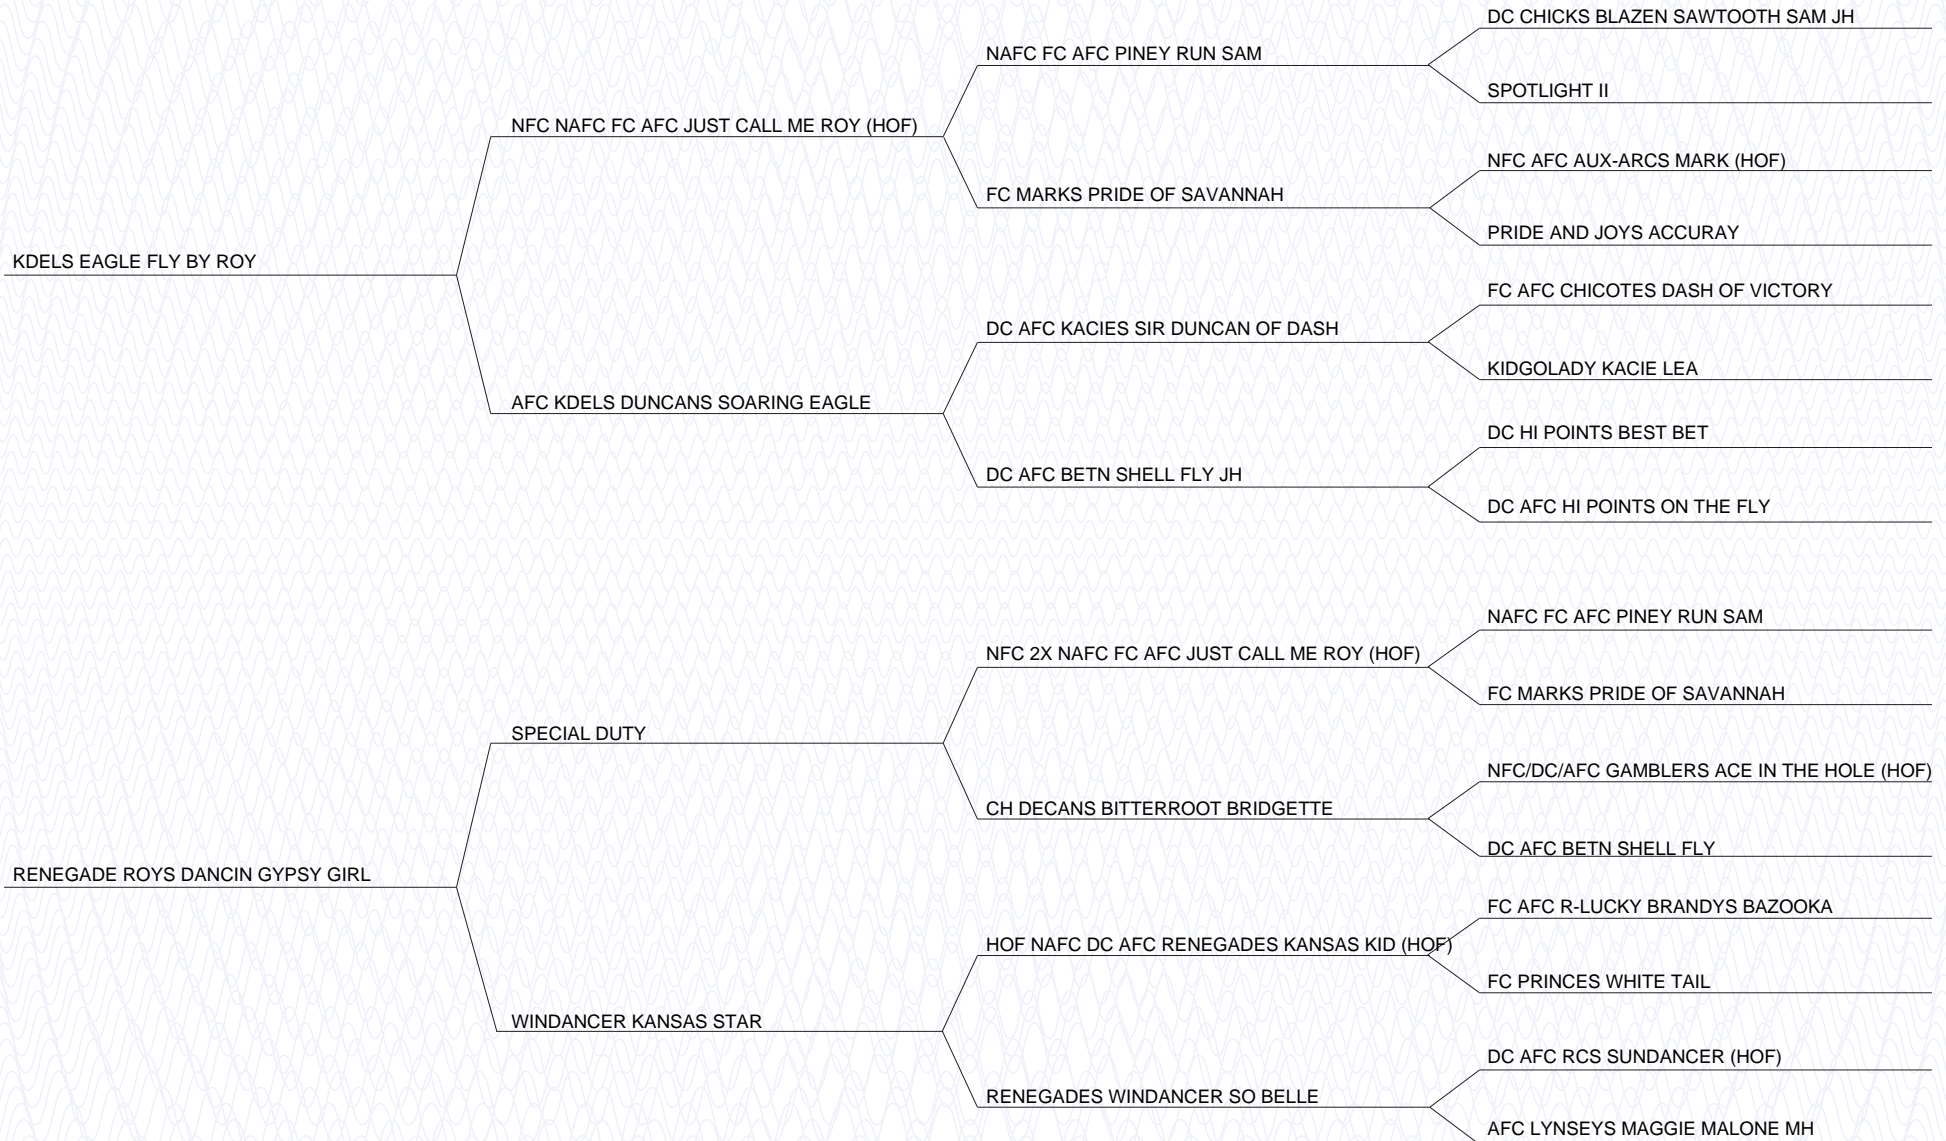 DC CHICKS BLAZEN SAWTOOTH SAM JH
NAFC FC AFC PINEY RUN SAM
SPOTLIGHT II
NFC NAFC FC AFC JUST CALL ME ROY (HOF)
NFC AFC AUX-ARCS MARK (HOF)
FC MARKS PRIDE OF SAVANNAH
PRIDE AND JOYS ACCURAY
KDELS EAGLE FLY BY ROY
FC AFC CHICOTES DASH OF VICTORY
DC AFC KACIES SIR DUNCAN OF DASH
KIDGOLADY KACIE LEA
AFC KDELS DUNCANS SOARING EAGLE
DC HI POINTS BEST BET
DC AFC BETN SHELL FLY JH
DC AFC HI POINTS ON THE FLY
NAFC FC AFC PINEY RUN SAM
NFC 2X NAFC FC AFC JUST CALL ME ROY (HOF)
FC MARKS PRIDE OF SAVANNAH
SPECIAL DUTY
NFC/DC/AFC GAMBLERS ACE IN THE HOLE (HOF)
CH DECANS BITTERROOT BRIDGETTE
DC AFC BETN SHELL FLY
RENEGADE ROYS DANCIN GYPSY GIRL
FC AFC R-LUCKY BRANDYS BAZOOKA
HOF NAFC DC AFC RENEGADES KANSAS KID (HOF)
FC PRINCES WHITE TAIL
WINDANCER KANSAS STAR
DC AFC RCS SUNDANCER (HOF)
RENEGADES WINDANCER SO BELLE
AFC LYNSEYS MAGGIE MALONE MH